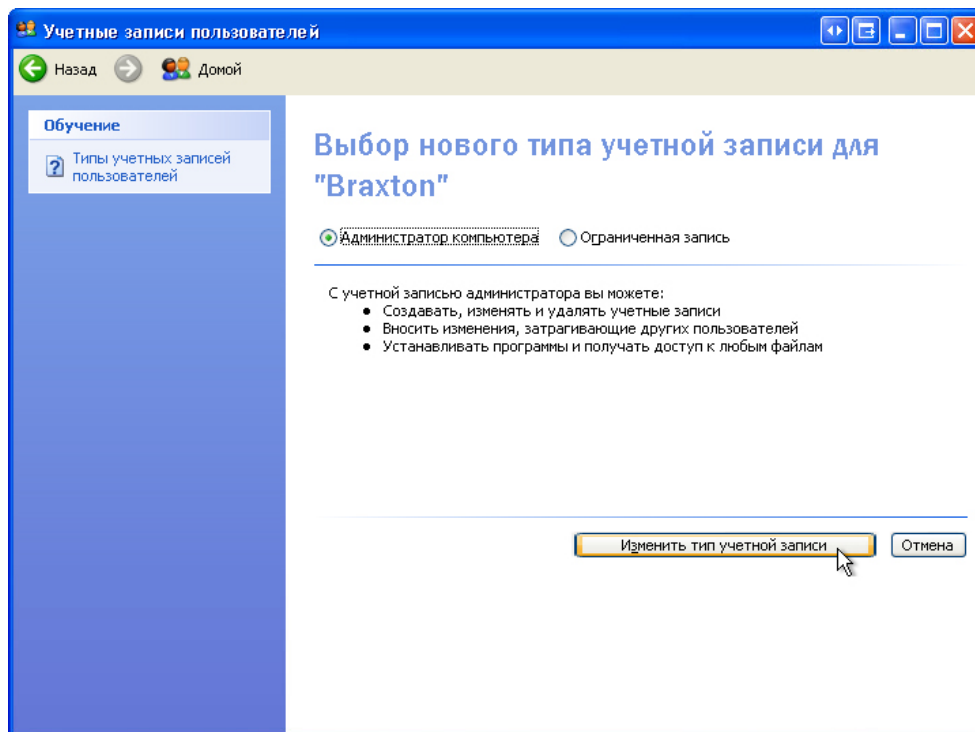 Учетные записи пользователей
Назад
Домой
Обучение
Типы учетных записей
пользователей
Выбор нового типа учетной записи для
"Braxton"
Администратор компьютера
Ограниченная запись
С учетной записью администратора вы можете:
• Создавать, изменять и удалять учетные записи
• Вносить изменения, затрагивающие других пользователей
• Устанавливать программы и получать доступ к любым файлам
Изменить тип учетной записи
Отмена